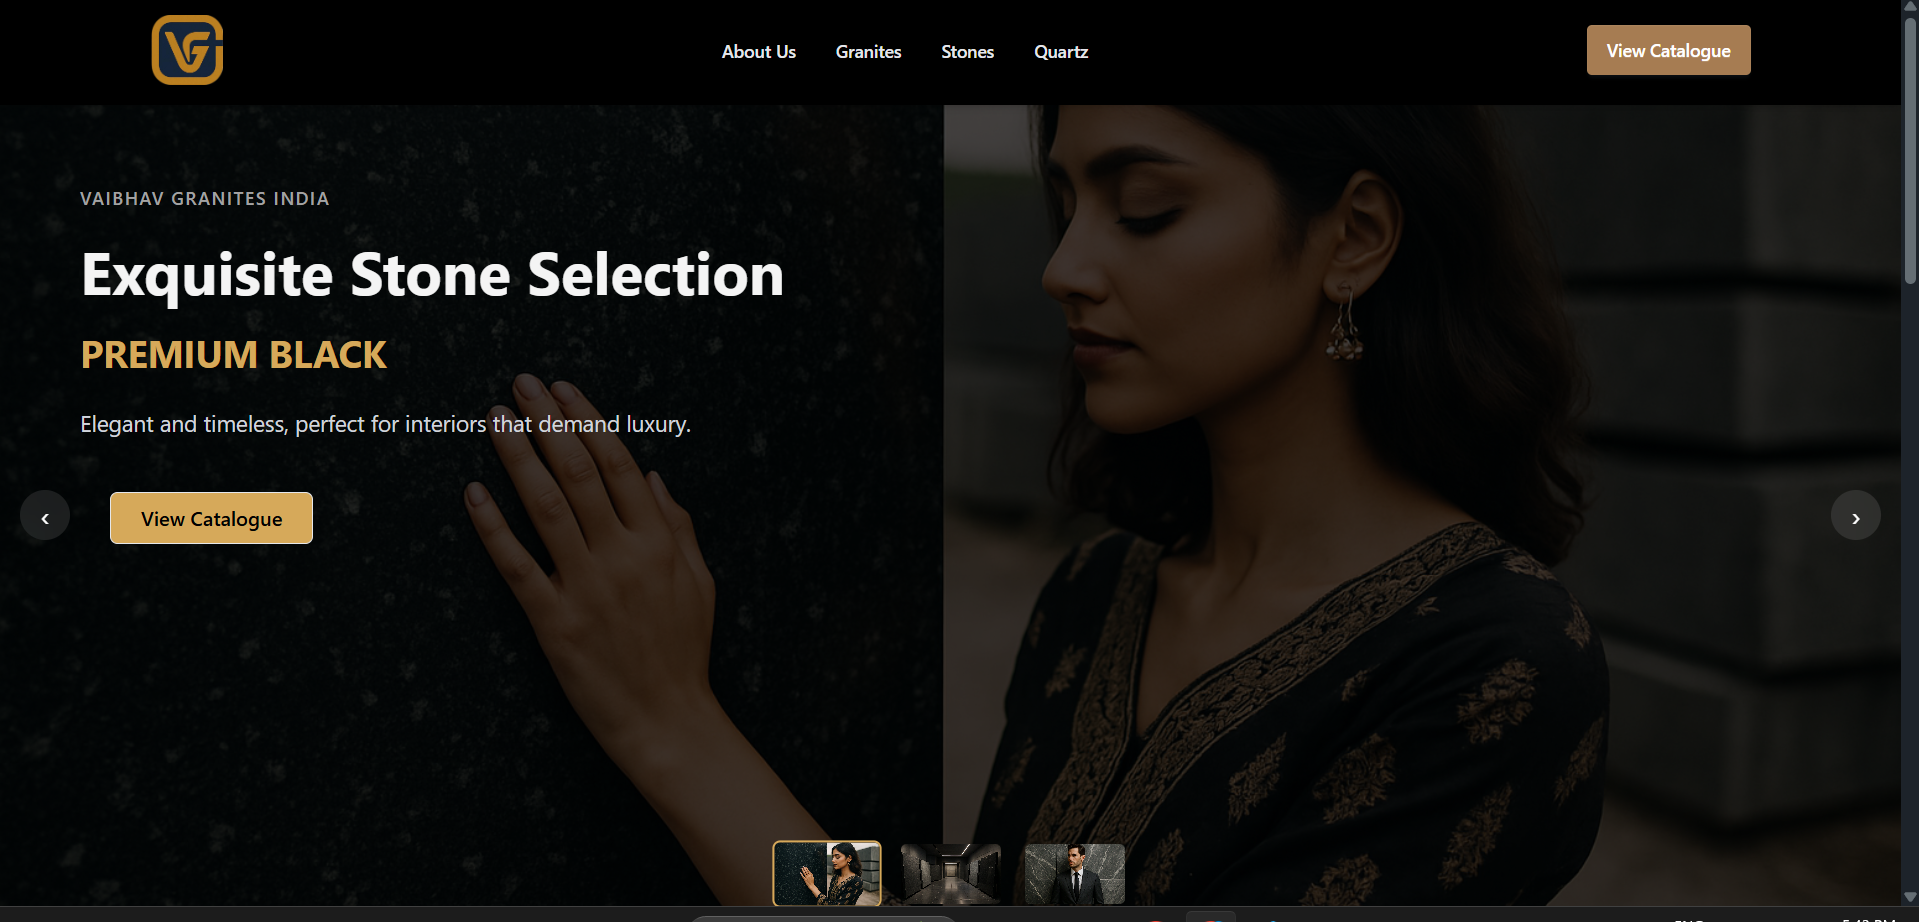 VG
About Us
Granites
Stones
Quartz
View Catalogue
VAIBHAV GRANITES INDIA
Exquisite Stone Selection
PREMIUM BLACK
Elegant and timeless, perfect for interiors that demand luxury.
‹
View Catalogue
›